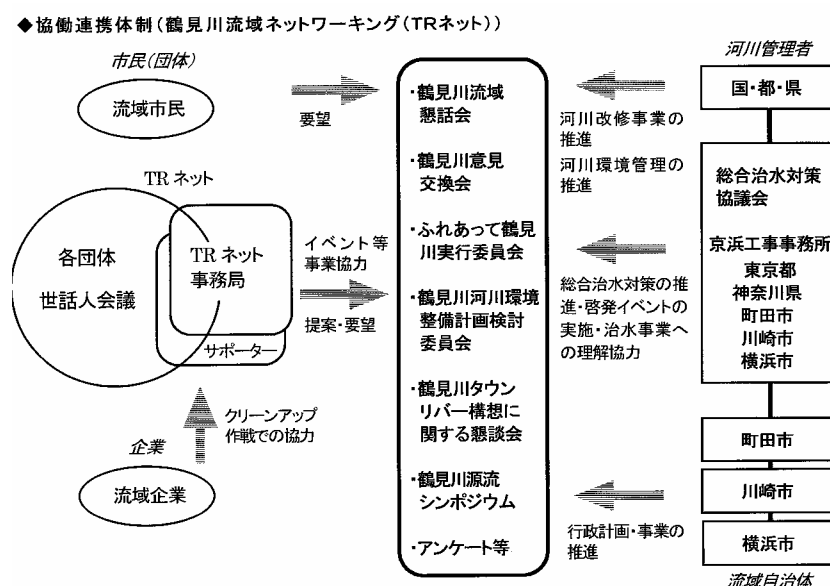 ◆協働連携体制(鶴見川流域ネットワーキング(TRネット))
市民(団体)
流域市民
要望
TRネット
各団体
世話人会議
TRネット
事務局
サポーター
イベント等
事業協力
提案・要望
クリーンアップ
作戦での協力
企業
流域企業
・鶴見川流域
懇話会
・鶴見川意見
交換会
・ふれあって鶴見
川実行委員会
・鶴見川河川環境
整備計画検討
委員会
・鶴見川タウン
リバー構想に
関する懇談会
・鶴見川源流
シンポジウム
・アンケート等
河川改修事業の
推進
河川環境管理の
推進
総合治水対策の推
進・啓発イベントの
実施・治水事業へ
の理解協力
行政計画・事業の
推進
河川管理者
国・都・県
総合治水対策
協議会
京浜工事事務所
東京都
神奈川県
町田市
川崎市
横浜市
町田市
川崎市
横浜市
流域自治体